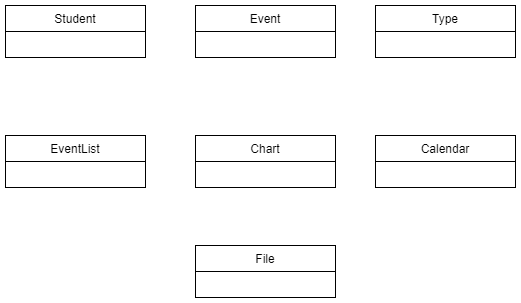 Student
Event
Type
EventList
Chart
Calendar
File